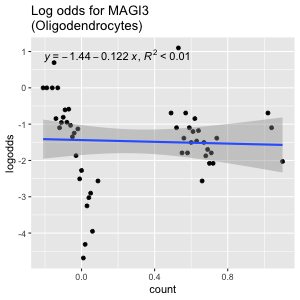 Log odds for MAGI3
(Oligodendrocytes)
y = −1.44 − 0.122 x, R² < 0.01
logodds
1
0
-1
-2
-3
-4
0.0 0.4 0.8
count